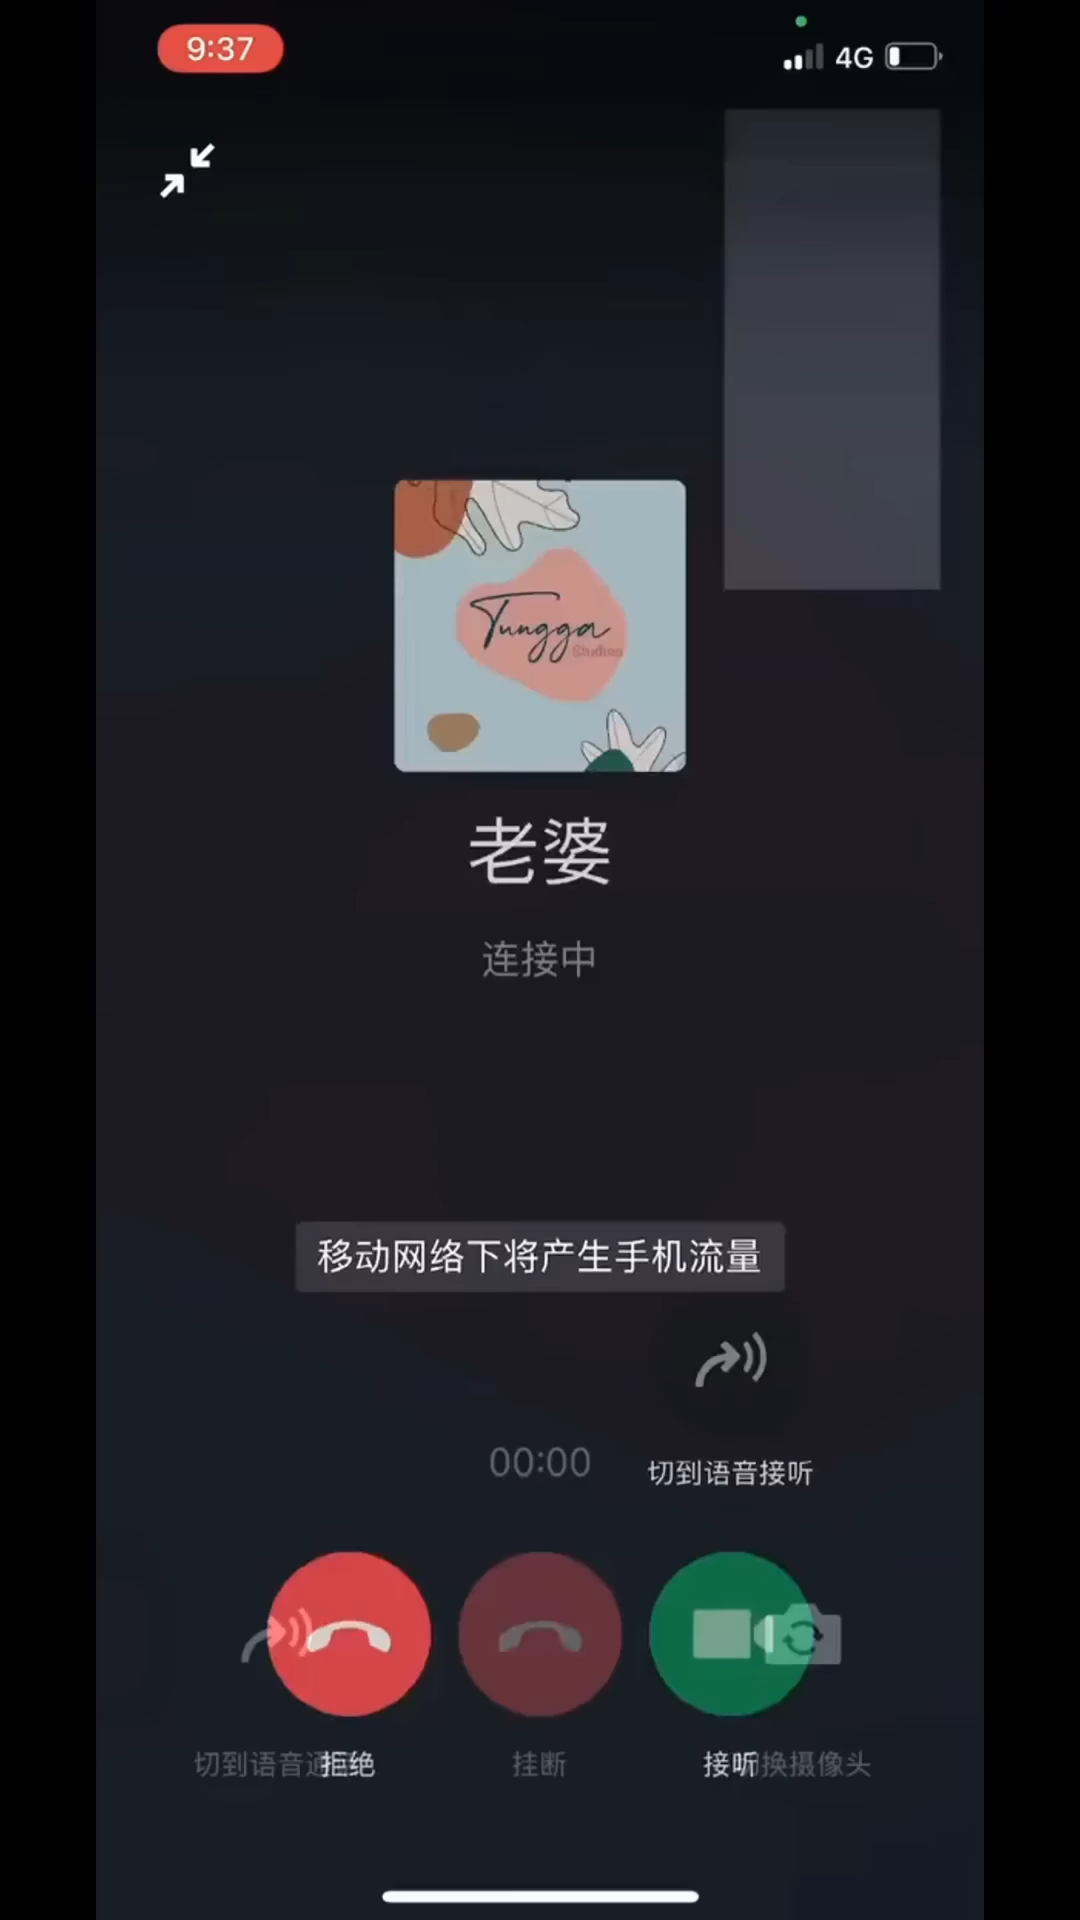 9:37
4G
Tungga
Studios
老婆
连接中
移动网络下将产生手机流量
00:00
切到语音接听
切到语音通
拒绝
挂断
接听
换摄像头